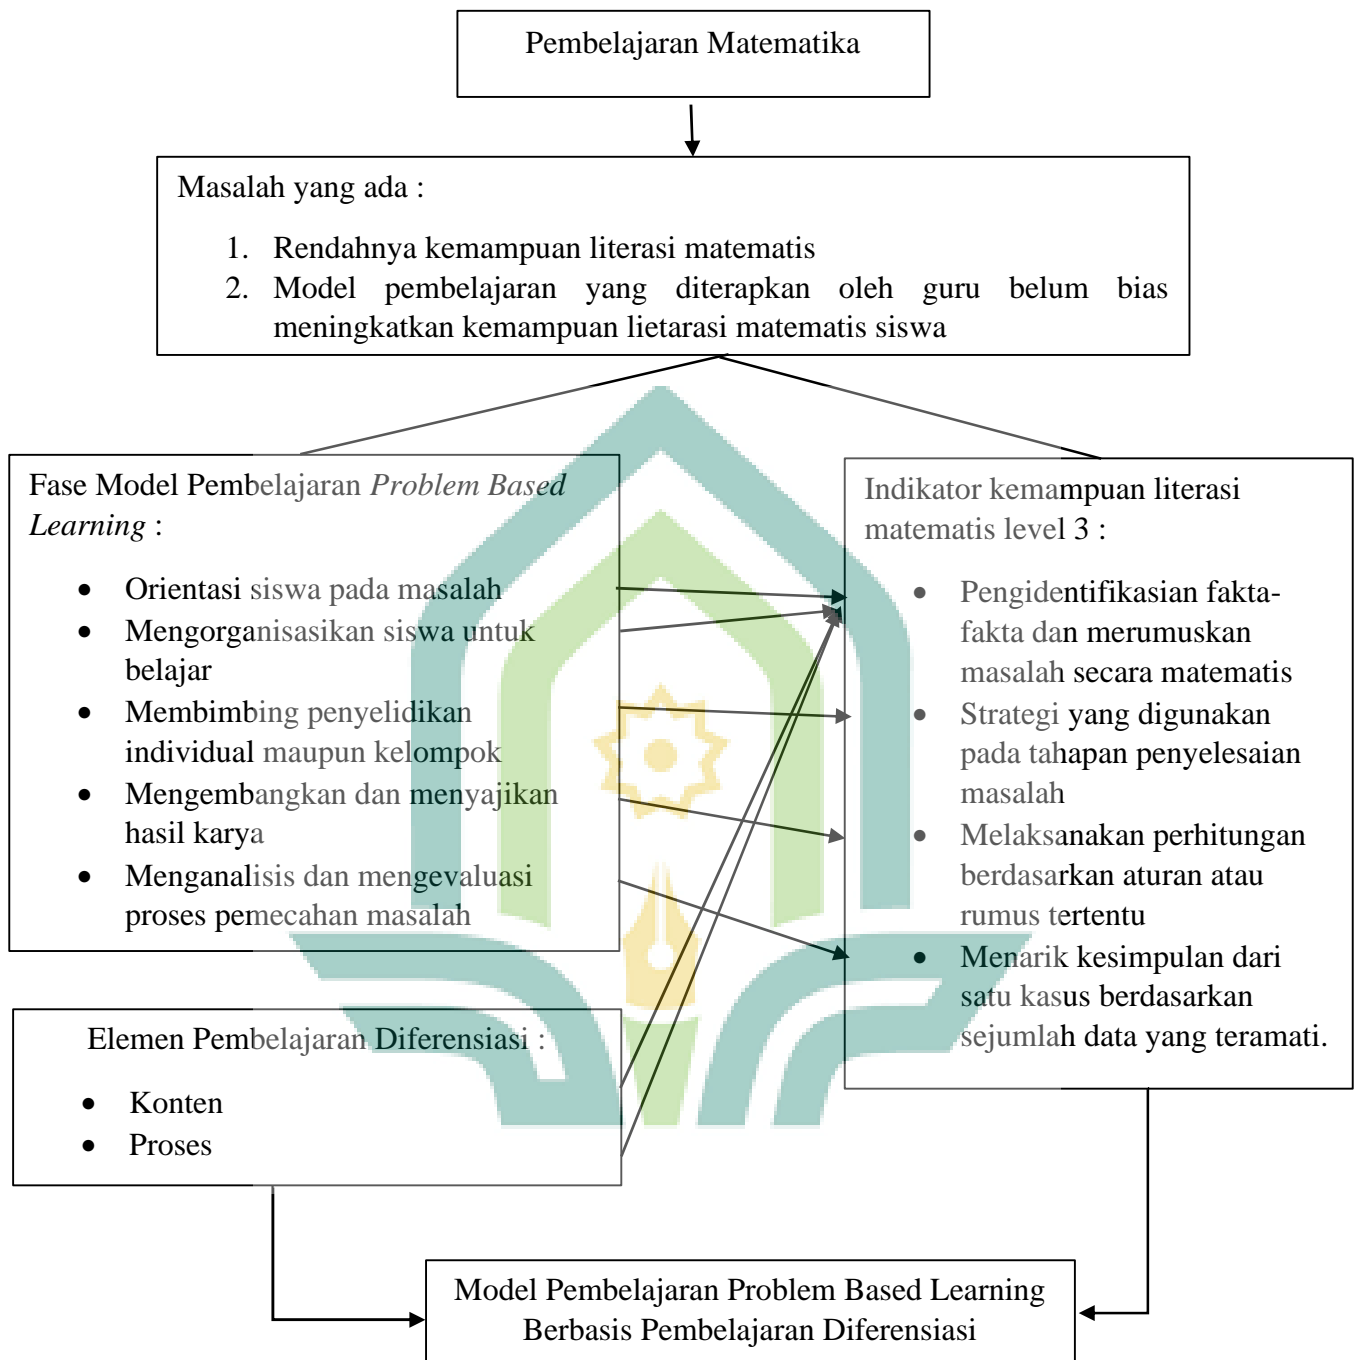 Pembelajaran Matematika
Masalah yang ada :
1. Rendahnya kemampuan literasi matematis
2. Model pembelajaran yang diterapkan oleh guru belum bias
meningkatkan kemampuan lietarasi matematis siswa
Fase Model Pembelajaran Problem Based
Learning :
• Orientasi siswa pada masalah
• Mengorganisasikan siswa untuk
belajar
• Membimbing penyelidikan
individual maupun kelompok
• Mengembangkan dan menyajikan
hasil karya
• Menganalisis dan mengevaluasi
proses pemecahan masalah
Indikator kemampuan literasi
matematis level 3 :
• Pengidentifikasian fakta-
fakta dan merumuskan
masalah secara matematis
• Strategi yang digunakan
pada tahapan penyelesaian
masalah
• Melaksanakan perhitungan
berdasarkan aturan atau
rumus tertentu
• Menarik kesimpulan dari
satu kasus berdasarkan
sejumlah data yang teramati.
Elemen Pembelajaran Diferensiasi :
• Konten
• Proses
Model Pembelajaran Problem Based Learning
Berbasis Pembelajaran Diferensiasi